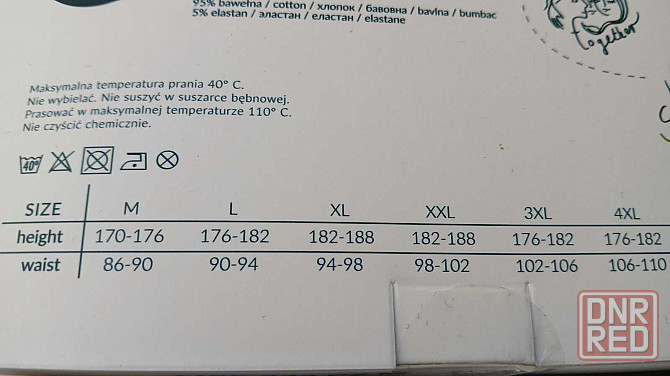 95% bawełna / cotton / хлопок / бавовна / bavlna / bumbac
5% elastan / эластан / еластан / elastane
together
Maksymalna temperatura prania 40° C.
Nie wybielać. Nie suszyć w suszarce bębnowej.
Prasować w maksymalnej temperaturze 110° C.
Nie czyścić chemicznie.
40°
SIZE M L XL XXL 3XL 4XL
height 170-176 176-182 182-188 182-188 176-182 176-182
waist 86-90 90-94 94-98 98-102 102-106 106-110
DNR
RED